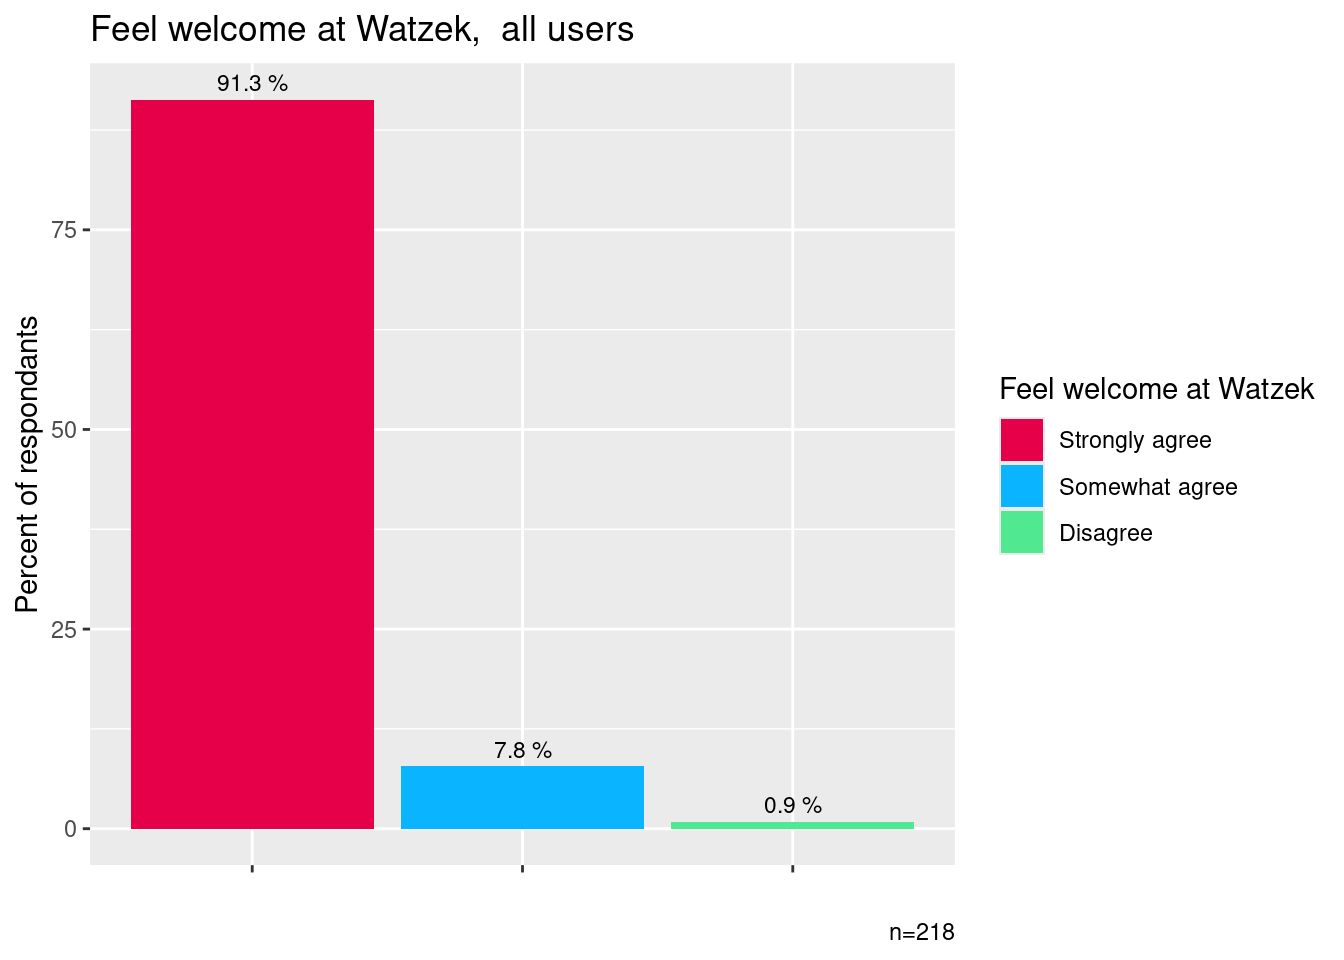 Feel welcome at Watzek,  all users
91.3 %
7.8 %
0.9 %
75
50
25
0
Percent of respondants
Feel welcome at Watzek
Strongly agree
Somewhat agree
Disagree
n=218